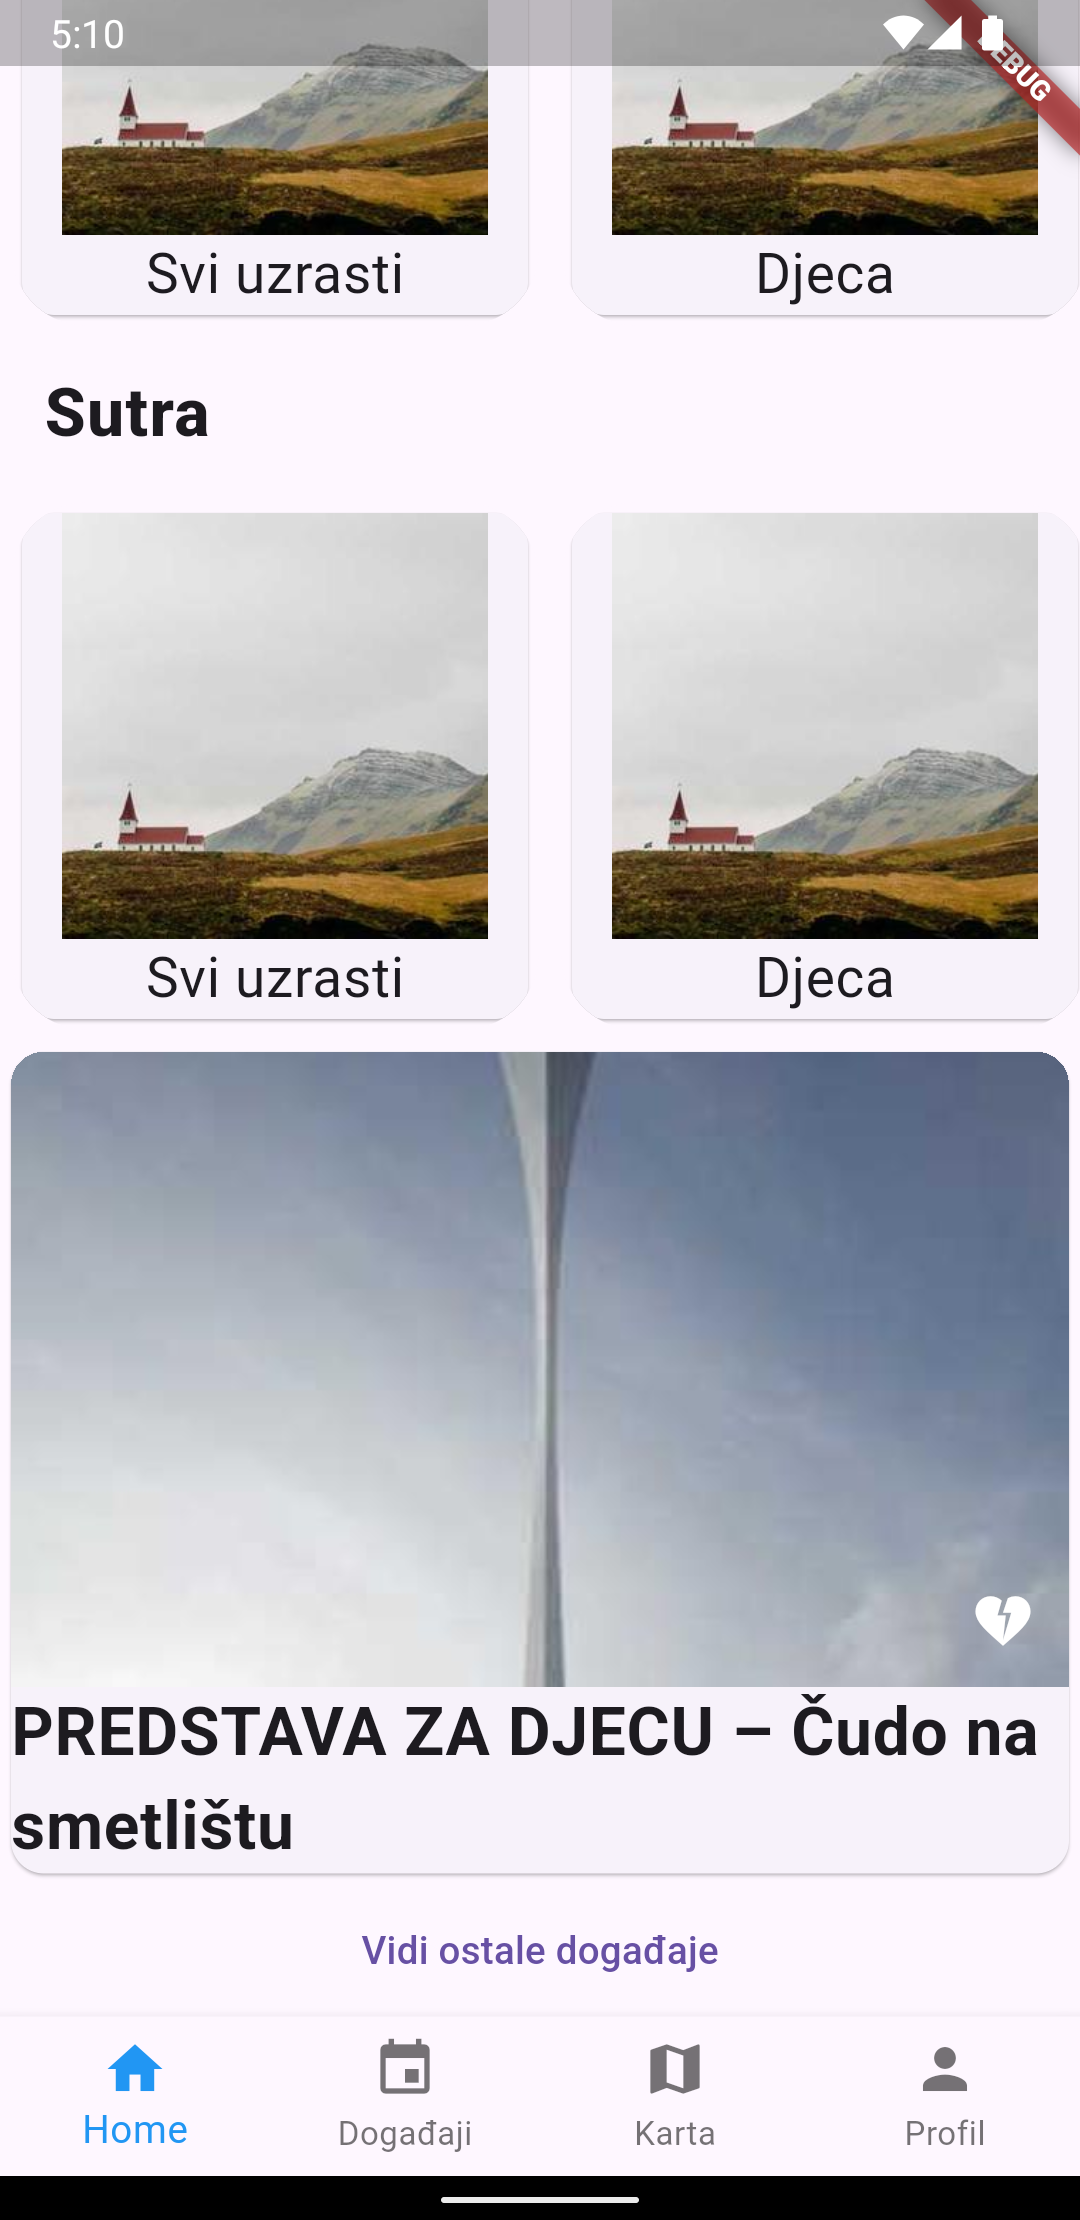 5:10
DEBUG
Svi uzrasti
Djeca
Sutra
Svi uzrasti
Djeca
PREDSTAVA ZA DJECU – Čudo na
smetlištu
Vidi ostale događaje
Home
Događaji
Karta
Profil